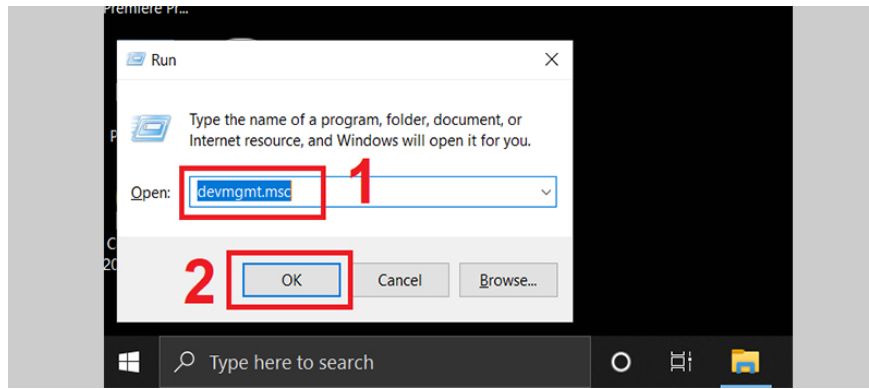 Premiere Pr...
Run
P
Type the name of a program, folder, document, or
Internet resource, and Windows will open it for you.
1
Open: devmgmt.msc
C
20
2
OK Cancel Browse...
Type here to search